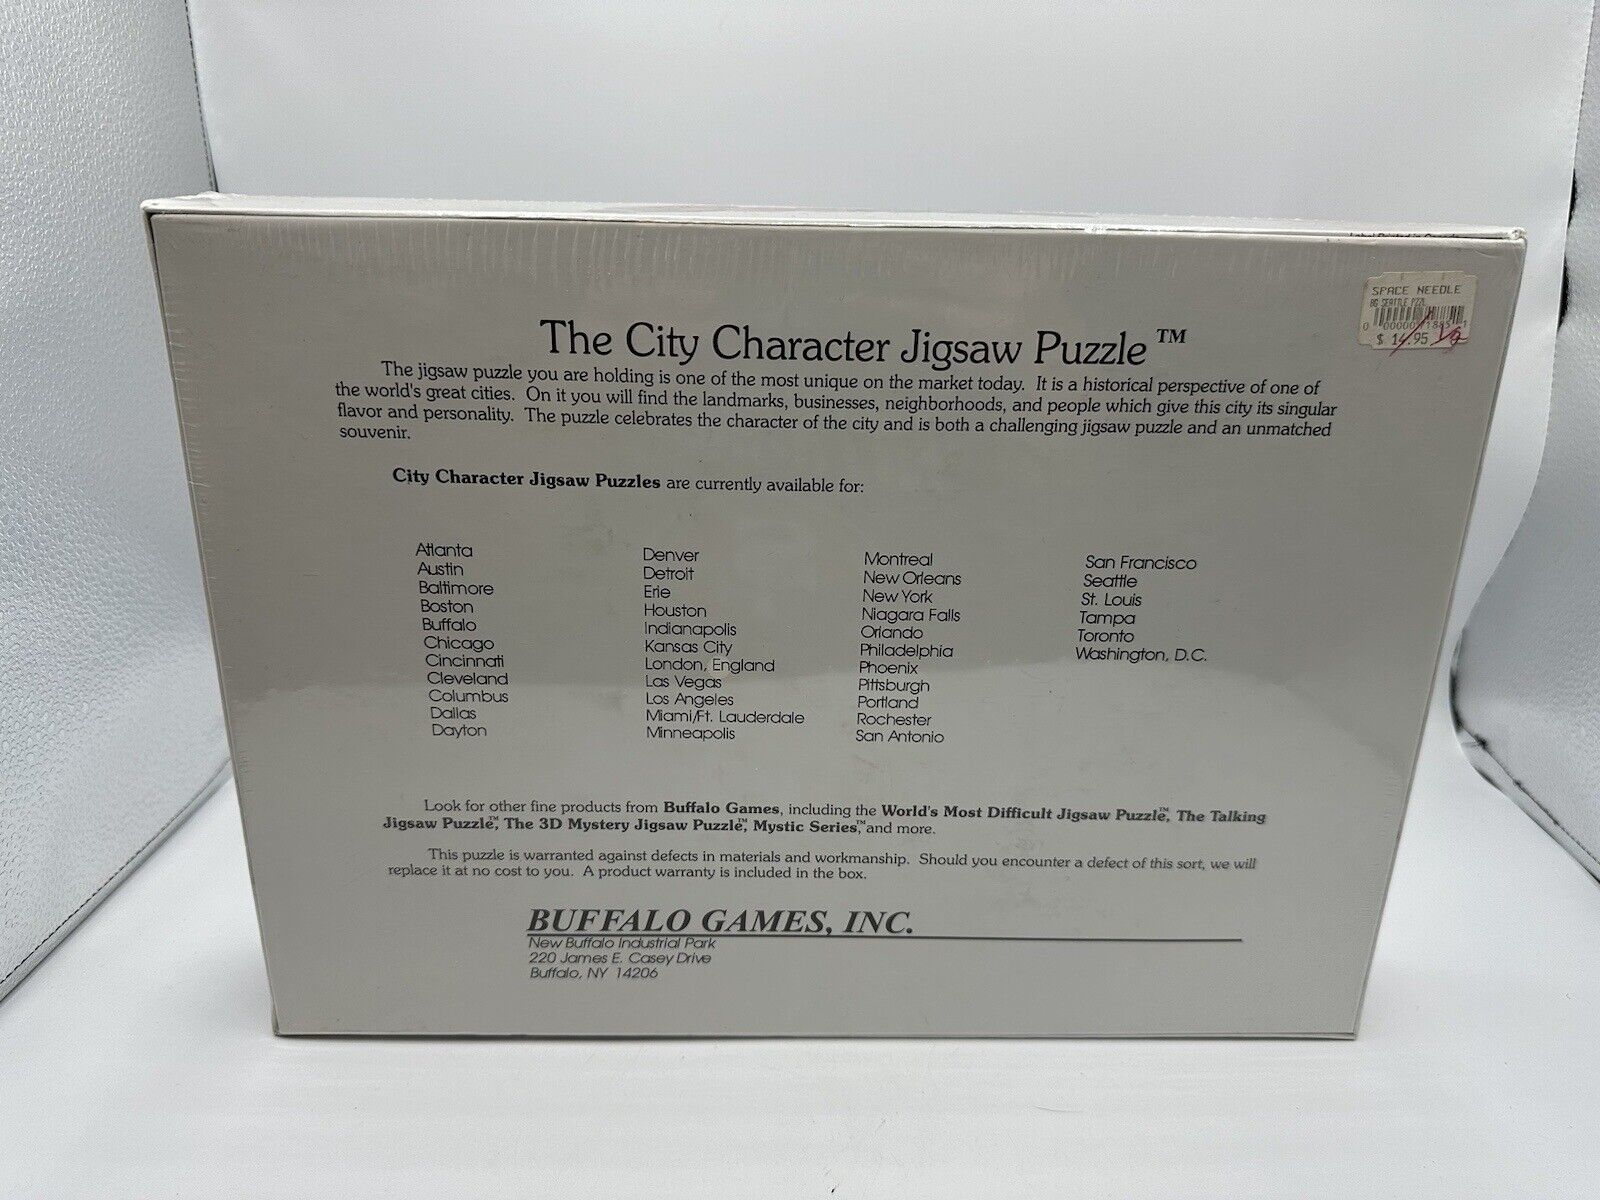 SPACE NEEDLE
BG SEATTLE PZZL
$ 14.95
The City Character Jigsaw Puzzle™
The jigsaw puzzle you are holding is one of the most unique on the market today. It is a historical perspective of one of
the world's great cities. On it you will find the landmarks, businesses, neighborhoods, and people which give this city its singular
flavor and personality. The puzzle celebrates the character of the city and is both a challenging jigsaw puzzle and an unmatched
souvenir.
City Character Jigsaw Puzzles are currently available for:
Atlanta
Austin
Baltimore
Boston
Buffalo
Chicago
Cincinnati
Cleveland
Columbus
Dallas
Dayton
Denver
Detroit
Erie
Houston
Indianapolis
Kansas City
London, England
Las Vegas
Los Angeles
Miami/Ft. Lauderdale
Minneapolis
Montreal
New Orleans
New York
Niagara Falls
Orlando
Philadelphia
Phoenix
Pittsburgh
Portland
Rochester
San Antonio
San Francisco
Seattle
St. Louis
Tampa
Toronto
Washington, D.C.
Look for other fine products from Buffalo Games, including the World's Most Difficult Jigsaw Puzzle™, The Talking
Jigsaw Puzzle™, The 3D Mystery Jigsaw Puzzle™, Mystic Series™, and more.
This puzzle is warranted against defects in materials and workmanship. Should you encounter a defect of this sort, we will
replace it at no cost to you. A product warranty is included in the box.
BUFFALO GAMES, INC.
New Buffalo Industrial Park
220 James E. Casey Drive
Buffalo, NY 14206